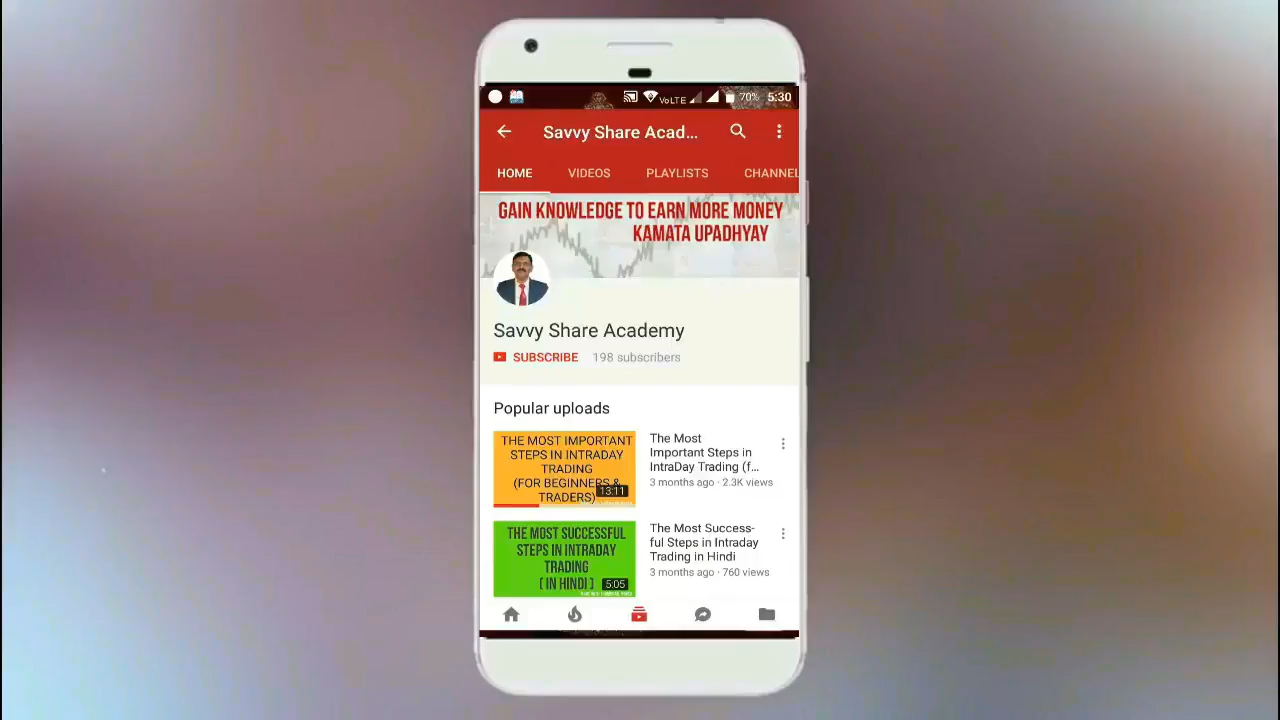 VoLTE 70% 5:30
Savvy Share Acad...
HOME VIDEOS PLAYLISTS CHANNEL
GAIN KNOWLEDGE TO EARN MORE MONEY
KAMATA UPADHYAY
Savvy Share Academy
SUBSCRIBE 198 subscribers
Popular uploads
THE MOST IMPORTANT
STEPS IN INTRADAY
TRADING
(FOR BEGINNERS &
TRADERS)
13:11
The Most
Important Steps in
IntraDay Trading (f...
3 months ago · 2.3K views
THE MOST SUCCESSFUL
STEPS IN INTRADAY
TRADING
( IN HINDI )
5:05
The Most Success-
ful Steps in Intraday
Trading in Hindi
3 months ago · 760 views